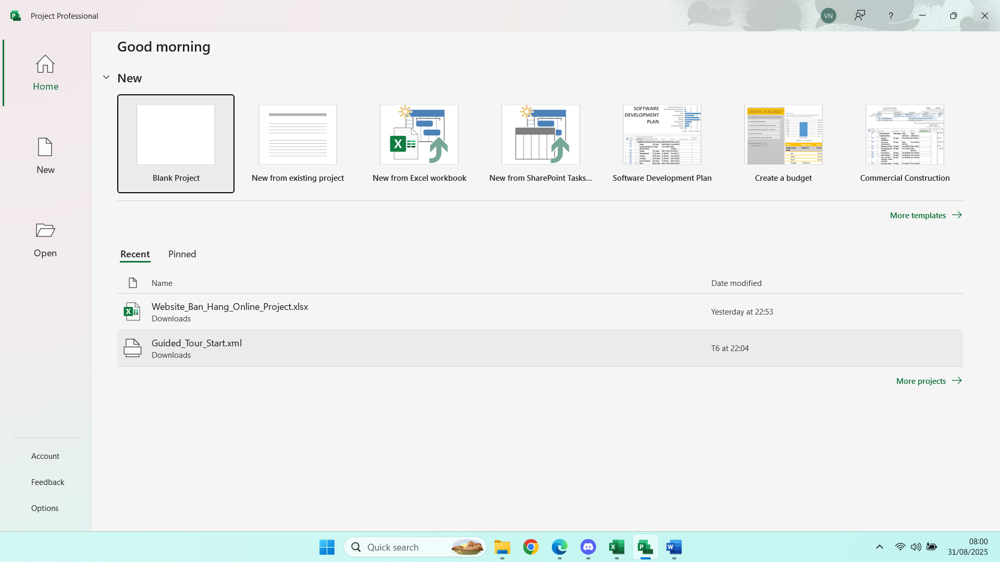 Project Professional
VN
?
Good morning
Home
New
Open
New
Blank Project
New from existing project
New from Excel workbook
New from SharePoint Tasks...
SOFTWARE
DEVELOPMENT
PLAN
Software Development Plan
CREATE A BUDGET
Create a budget
Commercial Construction
More templates
Recent
Pinned
Name
Date modified
Website_Ban_Hang_Online_Project.xlsx
Downloads
Yesterday at 22:53
Guided_Tour_Start.xml
Downloads
T6 at 22:04
More projects
Account
Feedback
Options
Quick search
08:00
31/08/2025